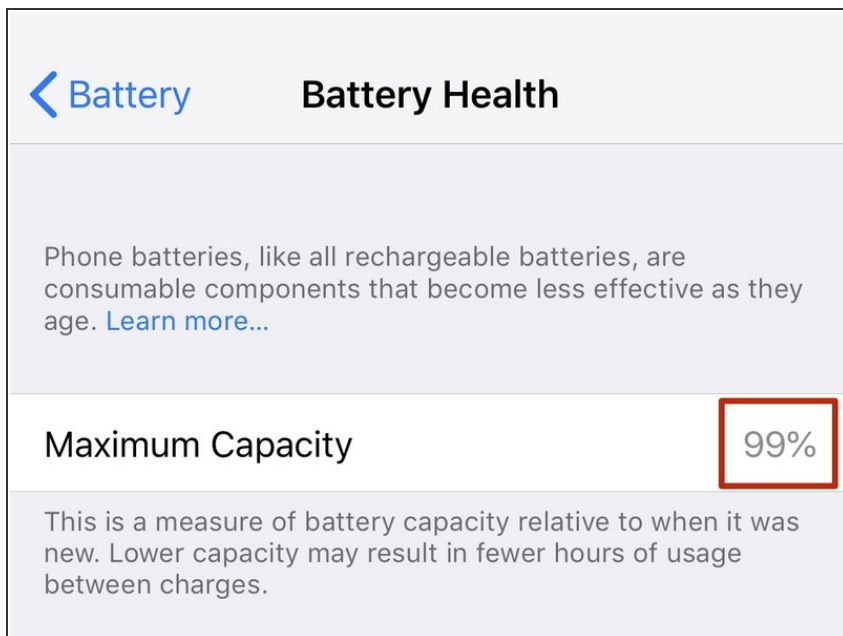 Battery
Battery Health
Phone batteries, like all rechargeable batteries, are
consumable components that become less effective as they
age. Learn more...
Maximum Capacity 99%
This is a measure of battery capacity relative to when it was
new. Lower capacity may result in fewer hours of usage
between charges.